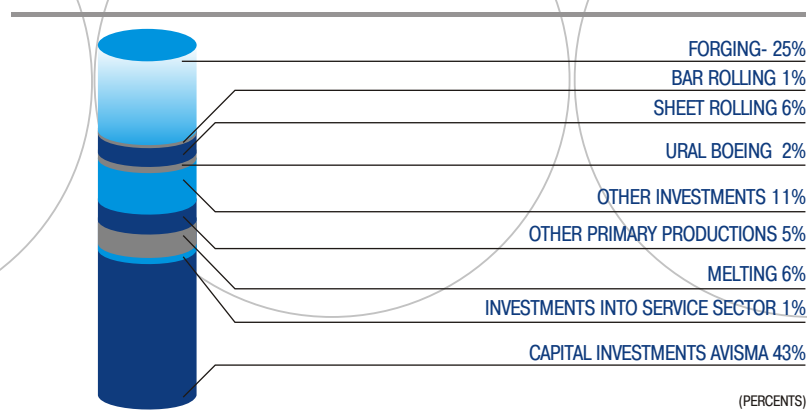 FORGING- 25%
BAR ROLLING 1%
SHEET ROLLING 6%
URAL BOEING 2%
OTHER INVESTMENTS 11%
OTHER PRIMARY PRODUCTIONS 5%
MELTING 6%
INVESTMENTS INTO SERVICE SECTOR 1%
CAPITAL INVESTMENTS AVISMA 43%
(PERCENTS)